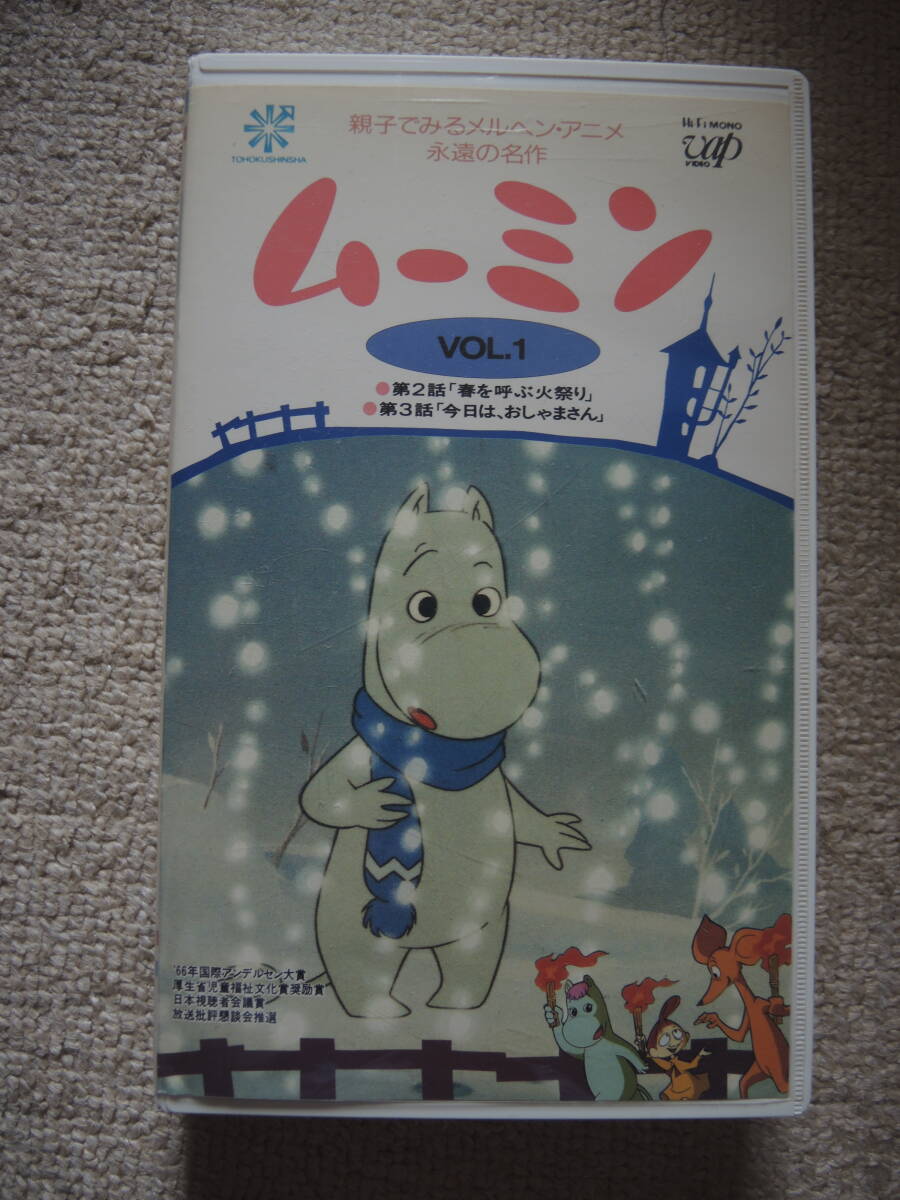 親子でみるメルヘン・アニメ
永遠の名作
TOHOKUSHINSHA
Hi Fi MONO
vap
VIDEO
ムーミン
VOL.1
●第2話「春を呼ぶ火祭り」
●第3話「今日は、おしゃまさん」
'66年国際アンデルセン大賞
厚生省児童福祉文化賞奨励賞
日本視聴者会議賞
放送批評懇談会推選